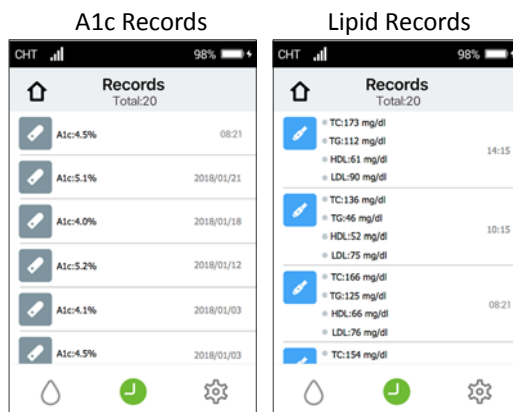 A1c Records
CHT
98%
Records
Total:20
A1c:4.5%
08:21
A1c:5.1%
2018/01/21
A1c:4.0%
2018/01/18
A1c:5.2%
2018/01/12
A1c:4.1%
2018/01/03
A1c:4.5%
2018/01/03
Lipid Records
CHT
98%
Records
Total:20
TC:173 mg/dl
TG:112 mg/dl
HDL:61 mg/dl
LDL:90 mg/dl
14:15
TC:136 mg/dl
TG:46 mg/dl
HDL:52 mg/dl
LDL:75 mg/dl
10:15
TC:166 mg/dl
TG:125 mg/dl
HDL:66 mg/dl
LDL:76 mg/dl
08:21
TC:154 mg/dl